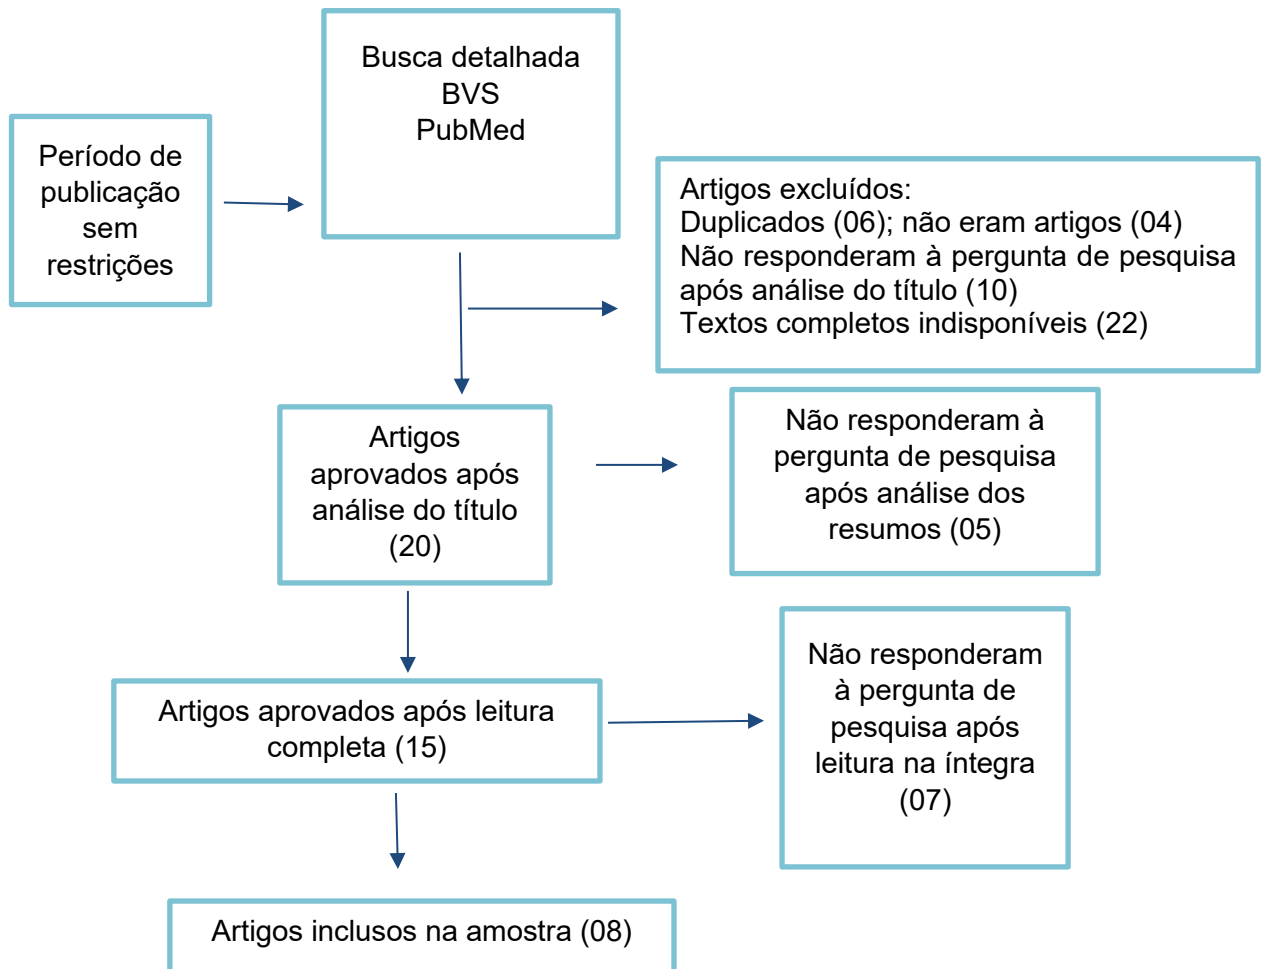 Busca detalhada
BVS
PubMed
Período de
publicação
sem
restrições
Artigos excluídos:
Duplicados (06); não eram artigos (04)
Não responderam à pergunta de pesquisa
após análise do título (10)
Textos completos indisponíveis (22)
Artigos
aprovados após
análise do título
(20)
Não responderam à
pergunta de pesquisa
após análise dos
resumos (05)
Artigos aprovados após leitura
completa (15)
Não responderam
à pergunta de
pesquisa após
leitura na íntegra
(07)
Artigos inclusos na amostra (08)